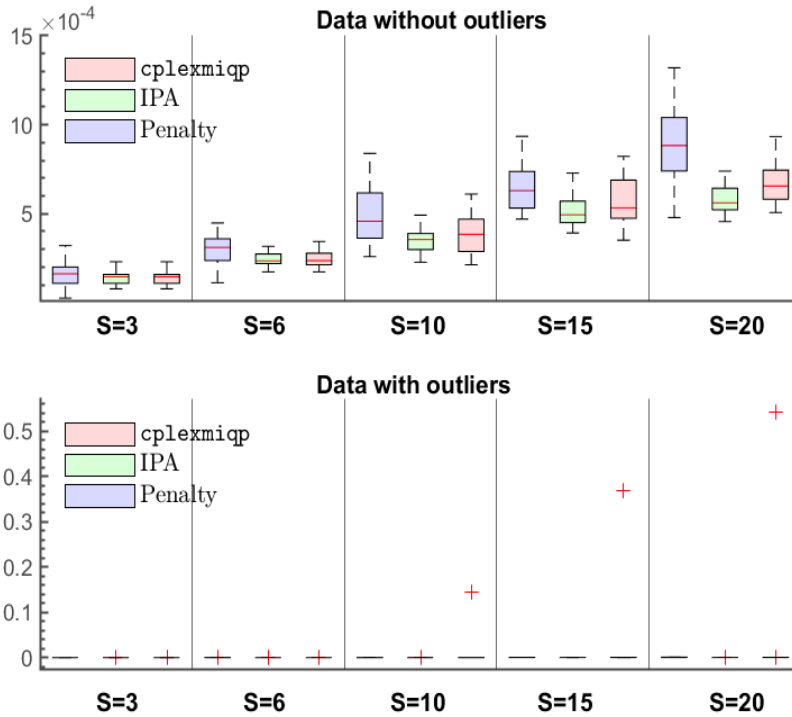 ×10⁻⁴
Data without outliers
15
10
5
cplexmiqp
IPA
Penalty
S=3 S=6 S=10 S=15 S=20
Data with outliers
0.5
0.4
0.3
0.2
0.1
0
cplexmiqp
IPA
Penalty
S=3 S=6 S=10 S=15 S=20